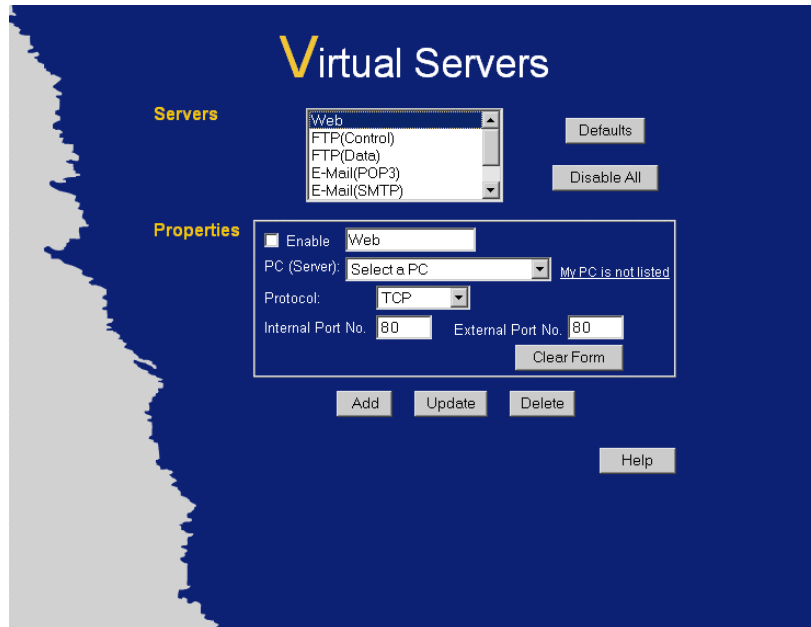 Virtual Servers
Servers
Web
FTP(Control)
FTP(Data)
E-Mail(POP3)
E-Mail(SMTP)
Defaults
Disable All
Properties
Enable Web
PC (Server): Select a PC My PC is not listed
Protocol: TCP
Internal Port No. 80 External Port No. 80
Clear Form
Add Update Delete
Help